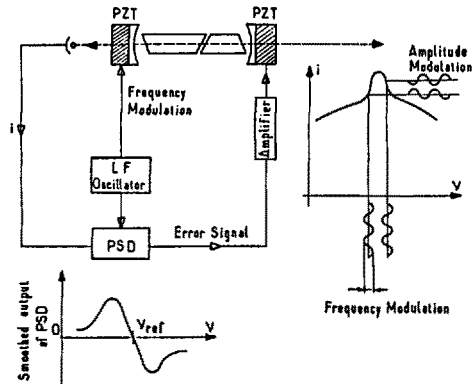 PZT
PZT
Amplitude
Modulation
i
Frequency
Modulation
i
Amplifier
LF
Oscillator
ν
PSD
Error Signal
Smoothed output
of PSD
0
νref
ν
Frequency Modulation